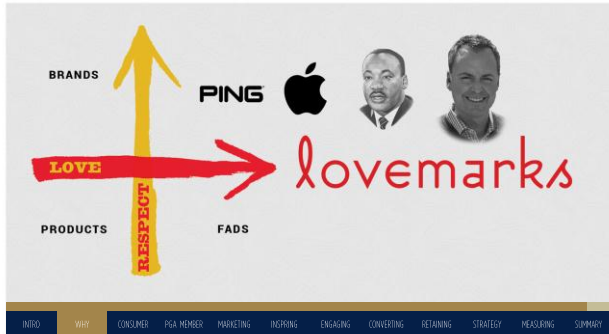 BRANDS
PING
lovemarks
LOVE
RESPECT
PRODUCTS
FADS
INTRO
WHY
CONSUMER
PGA MEMBER
MARKETING
INSPRING
ENGAGING
CONVERTING
RETAINING
STRATEGY
MEASURING
SUMMARY